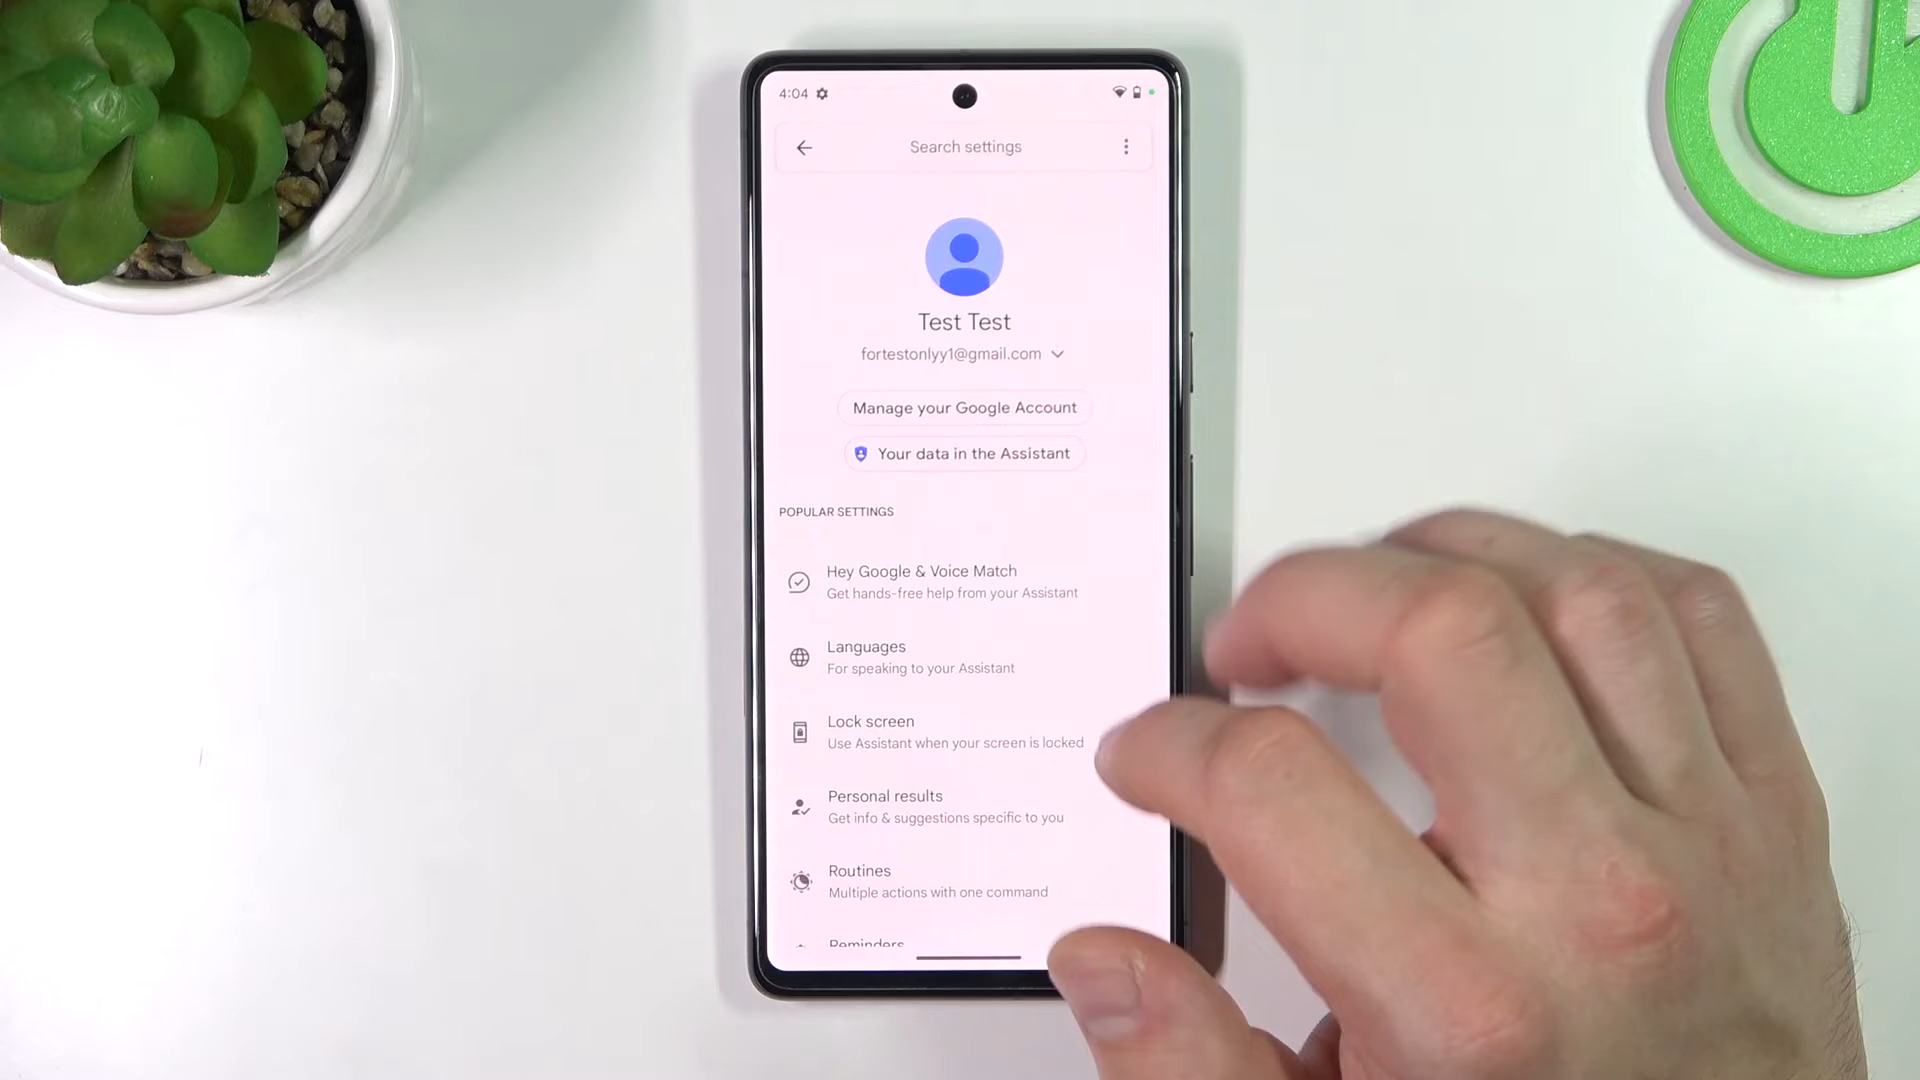 4:04
Search settings
Test Test
fortestonlyy1@gmail.com
Manage your Google Account
Your data in the Assistant
POPULAR SETTINGS
Hey Google & Voice Match
Get hands-free help from your Assistant
Languages
For speaking to your Assistant
Lock screen
Use Assistant when your screen is locked
Personal results
Get info & suggestions specific to you
Routines
Multiple actions with one command
Reminders